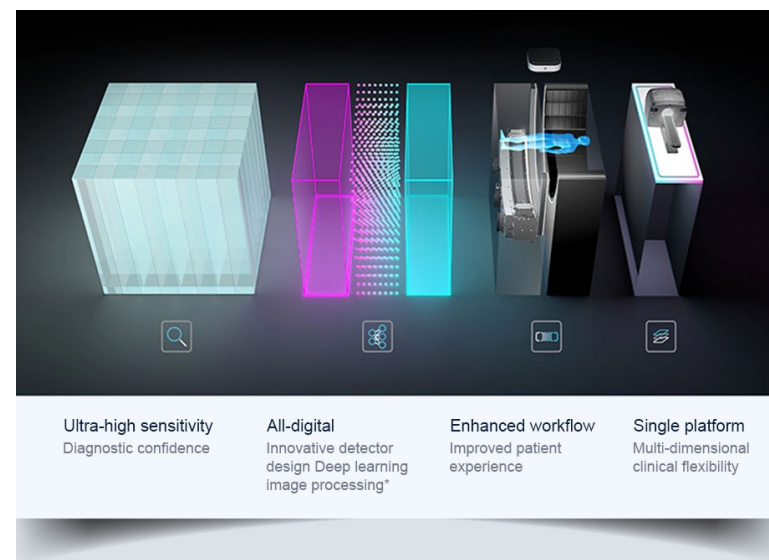 Ultra-high sensitivity
Diagnostic confidence
All-digital
Innovative detector
design Deep learning
image processing*
Enhanced workflow
Improved patient
experience
Single platform
Multi-dimensional
clinical flexibility